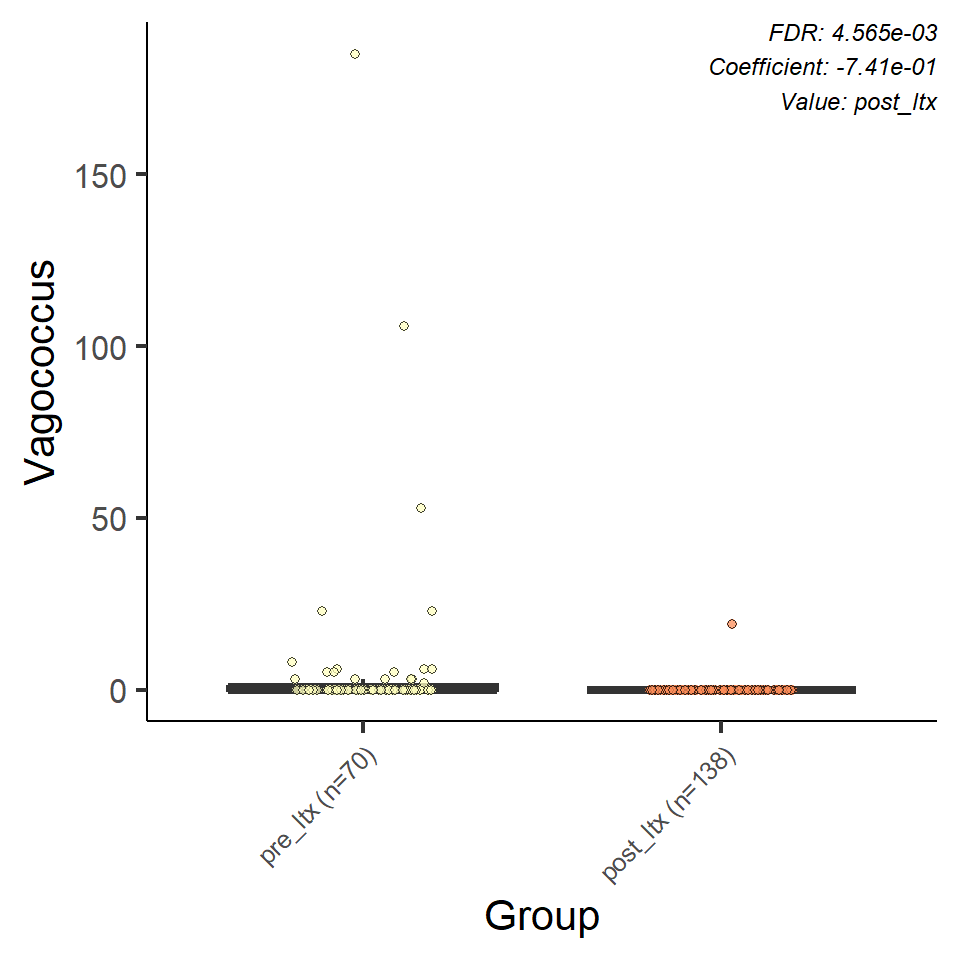 FDR: 4.565e-03
Coefficient: -7.41e-01
Value: post_ltx
Vagococcus
150
100
50
0
pre_ltx (n=70)
post_ltx (n=138)
Group